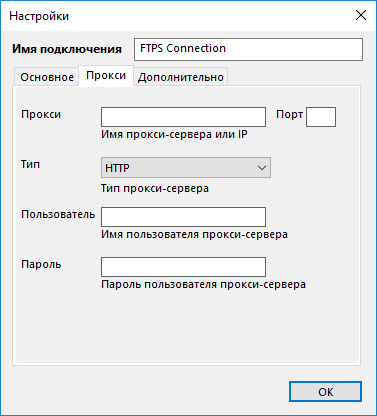 Настройки
Имя подключения FTPS Connection
Основное Прокси Дополнительно
Прокси Порт
Имя прокси-сервера или IP
Тип HTTP
Тип прокси-сервера
Пользователь
Имя пользователя прокси-сервера
Пароль
Пароль пользователя прокси-сервера
ОК